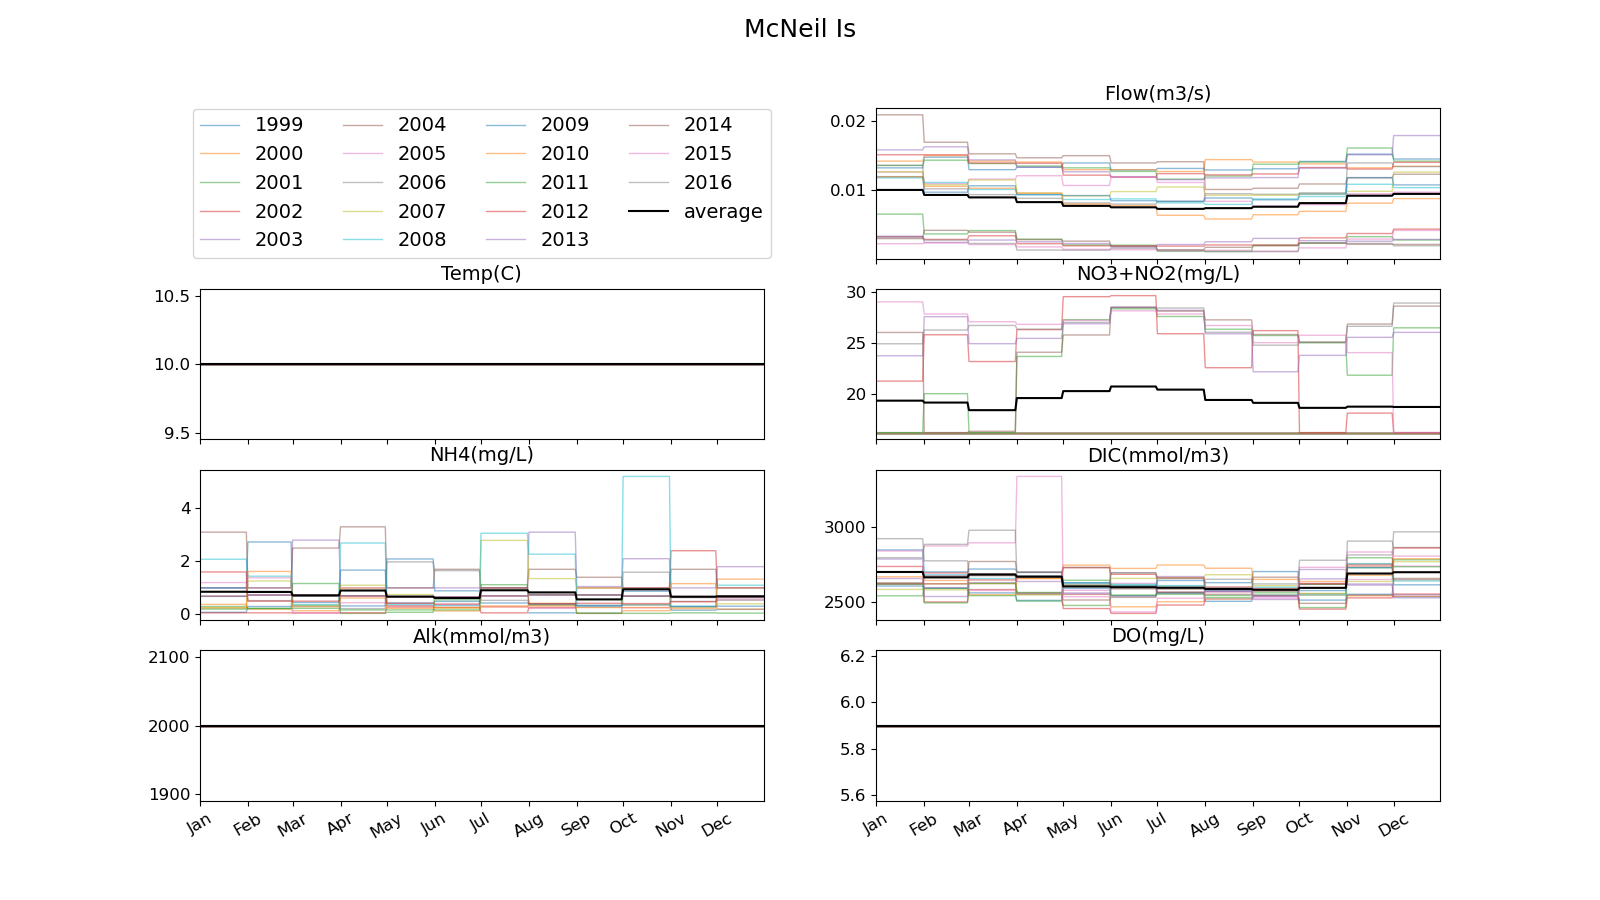 McNeil Is
1999 2004 2009 2014
2000 2005 2010 2015
2001 2006 2011 2016
2002 2007 2012 average
2003 2008 2013
Flow(m3/s)
0.02
0.01
Temp(C)
10.5
10.0
9.5
NO3+NO2(mg/L)
30
25
20
NH4(mg/L)
4
2
0
DIC(mmol/m3)
3000
2500
Alk(mmol/m3)
2100
2000
1900
Jan Feb Mar Apr May Jun Jul Aug Sep Oct Nov Dec
DO(mg/L)
6.2
6.0
5.8
5.6
Jan Feb Mar Apr May Jun Jul Aug Sep Oct Nov Dec